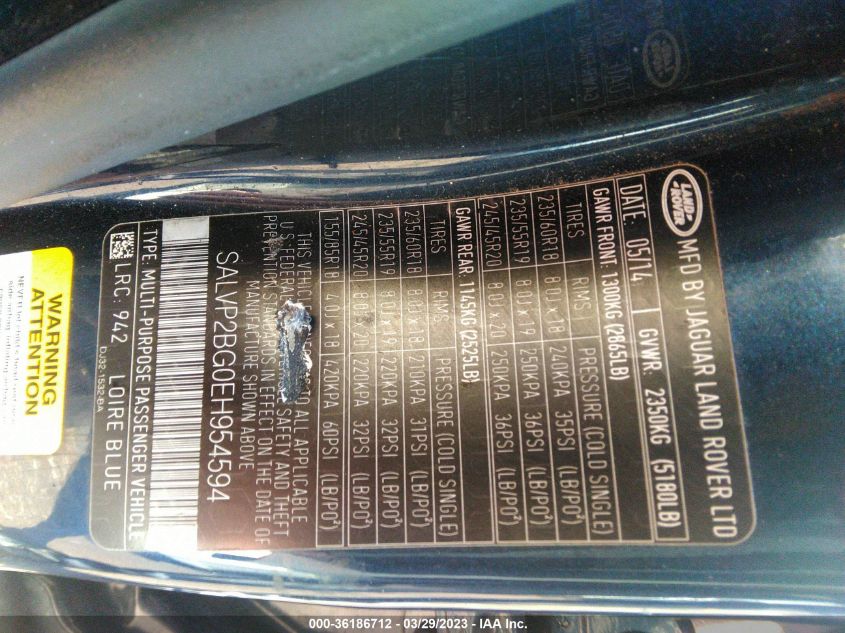 LAND
ROVER
MFD BY JAGUAR LAND ROVER LTD
DATE: 05/14 GVWR: 2350KG (5180LB)
GAWR FRONT: 1300KG (2865LB)
TIRES RIMS PRESSURE (COLD SINGLE)
235/60R18 8.0J x 18 240KPA 35PSI (LB/PO²)
235/55R19 8.0J x 19 250KPA 36PSI (LB/PO²)
245/45R20 8.0J x 20 250KPA 36PSI (LB/PO²)
GAWR REAR: 1145KG (2525LB)
TIRES RIMS PRESSURE (COLD SINGLE)
235/60R18 8.0J x 18 210KPA 31PSI (LB/PO²)
235/55R19 8.0J x 19 220KPA 32PSI (LB/PO²)
245/45R20 8.0J x 20 220KPA 32PSI (LB/PO²)
155/85R18 4.0J x 18 420KPA 60PSI (LB/PO²)
THIS VEHICLE TO ALL APPLICABLE
U.S FEDERAL SAFETY AND THEFT
PREVENTION STANDARDS IN EFFECT ON THE DATE OF
MANUFACTURE SHOWN ABOVE
SALVP2BG0EH954594
TYPE: MULTI-PURPOSE PASSENGER VEHICLE
LRC: 942 LOIRE BLUE
DJ32-1532-BA
WARNING
ATTENTION
000-36186712 — 03/29/2023 — IAA Inc.